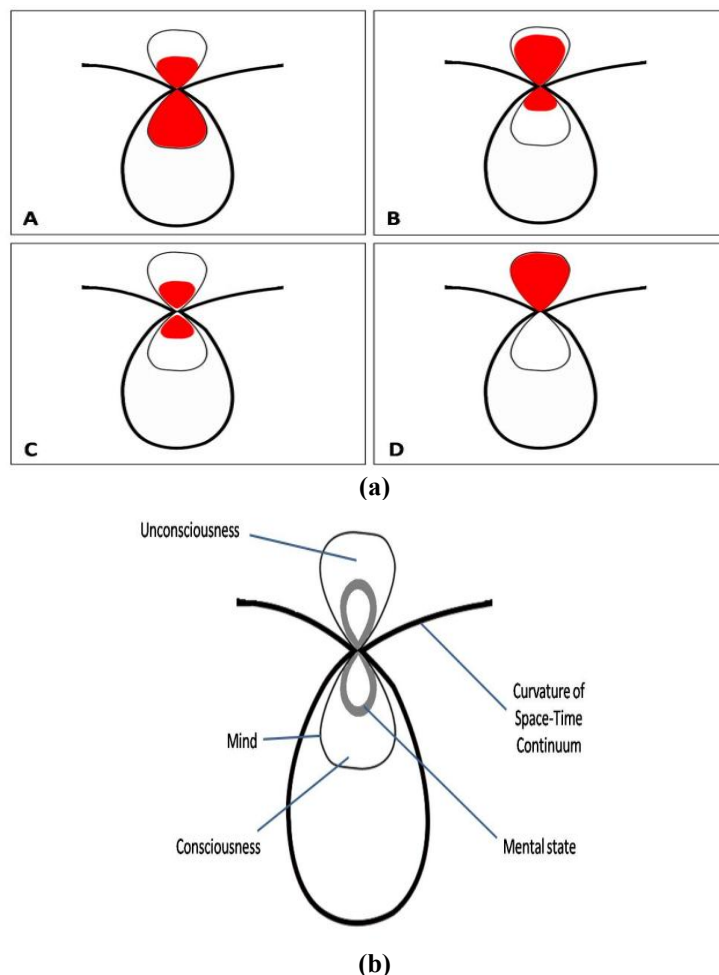 A
B
C
D
(a)
Unconsciousness
Curvature of
Space-Time
Continuum
Mind
Consciousness
Mental state
(b)